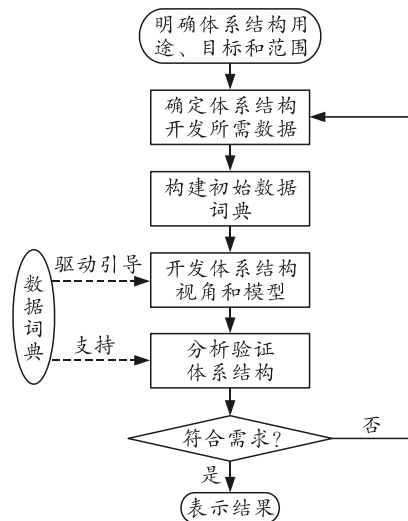 明确体系结构用
途、目标和范围
确定体系结构
开发所需数据
构建初始数据
词典
驱动引导
开发体系结构
视角和模型
数据词典
支持
分析验证
体系结构
符合需求?
否
是
表示结果